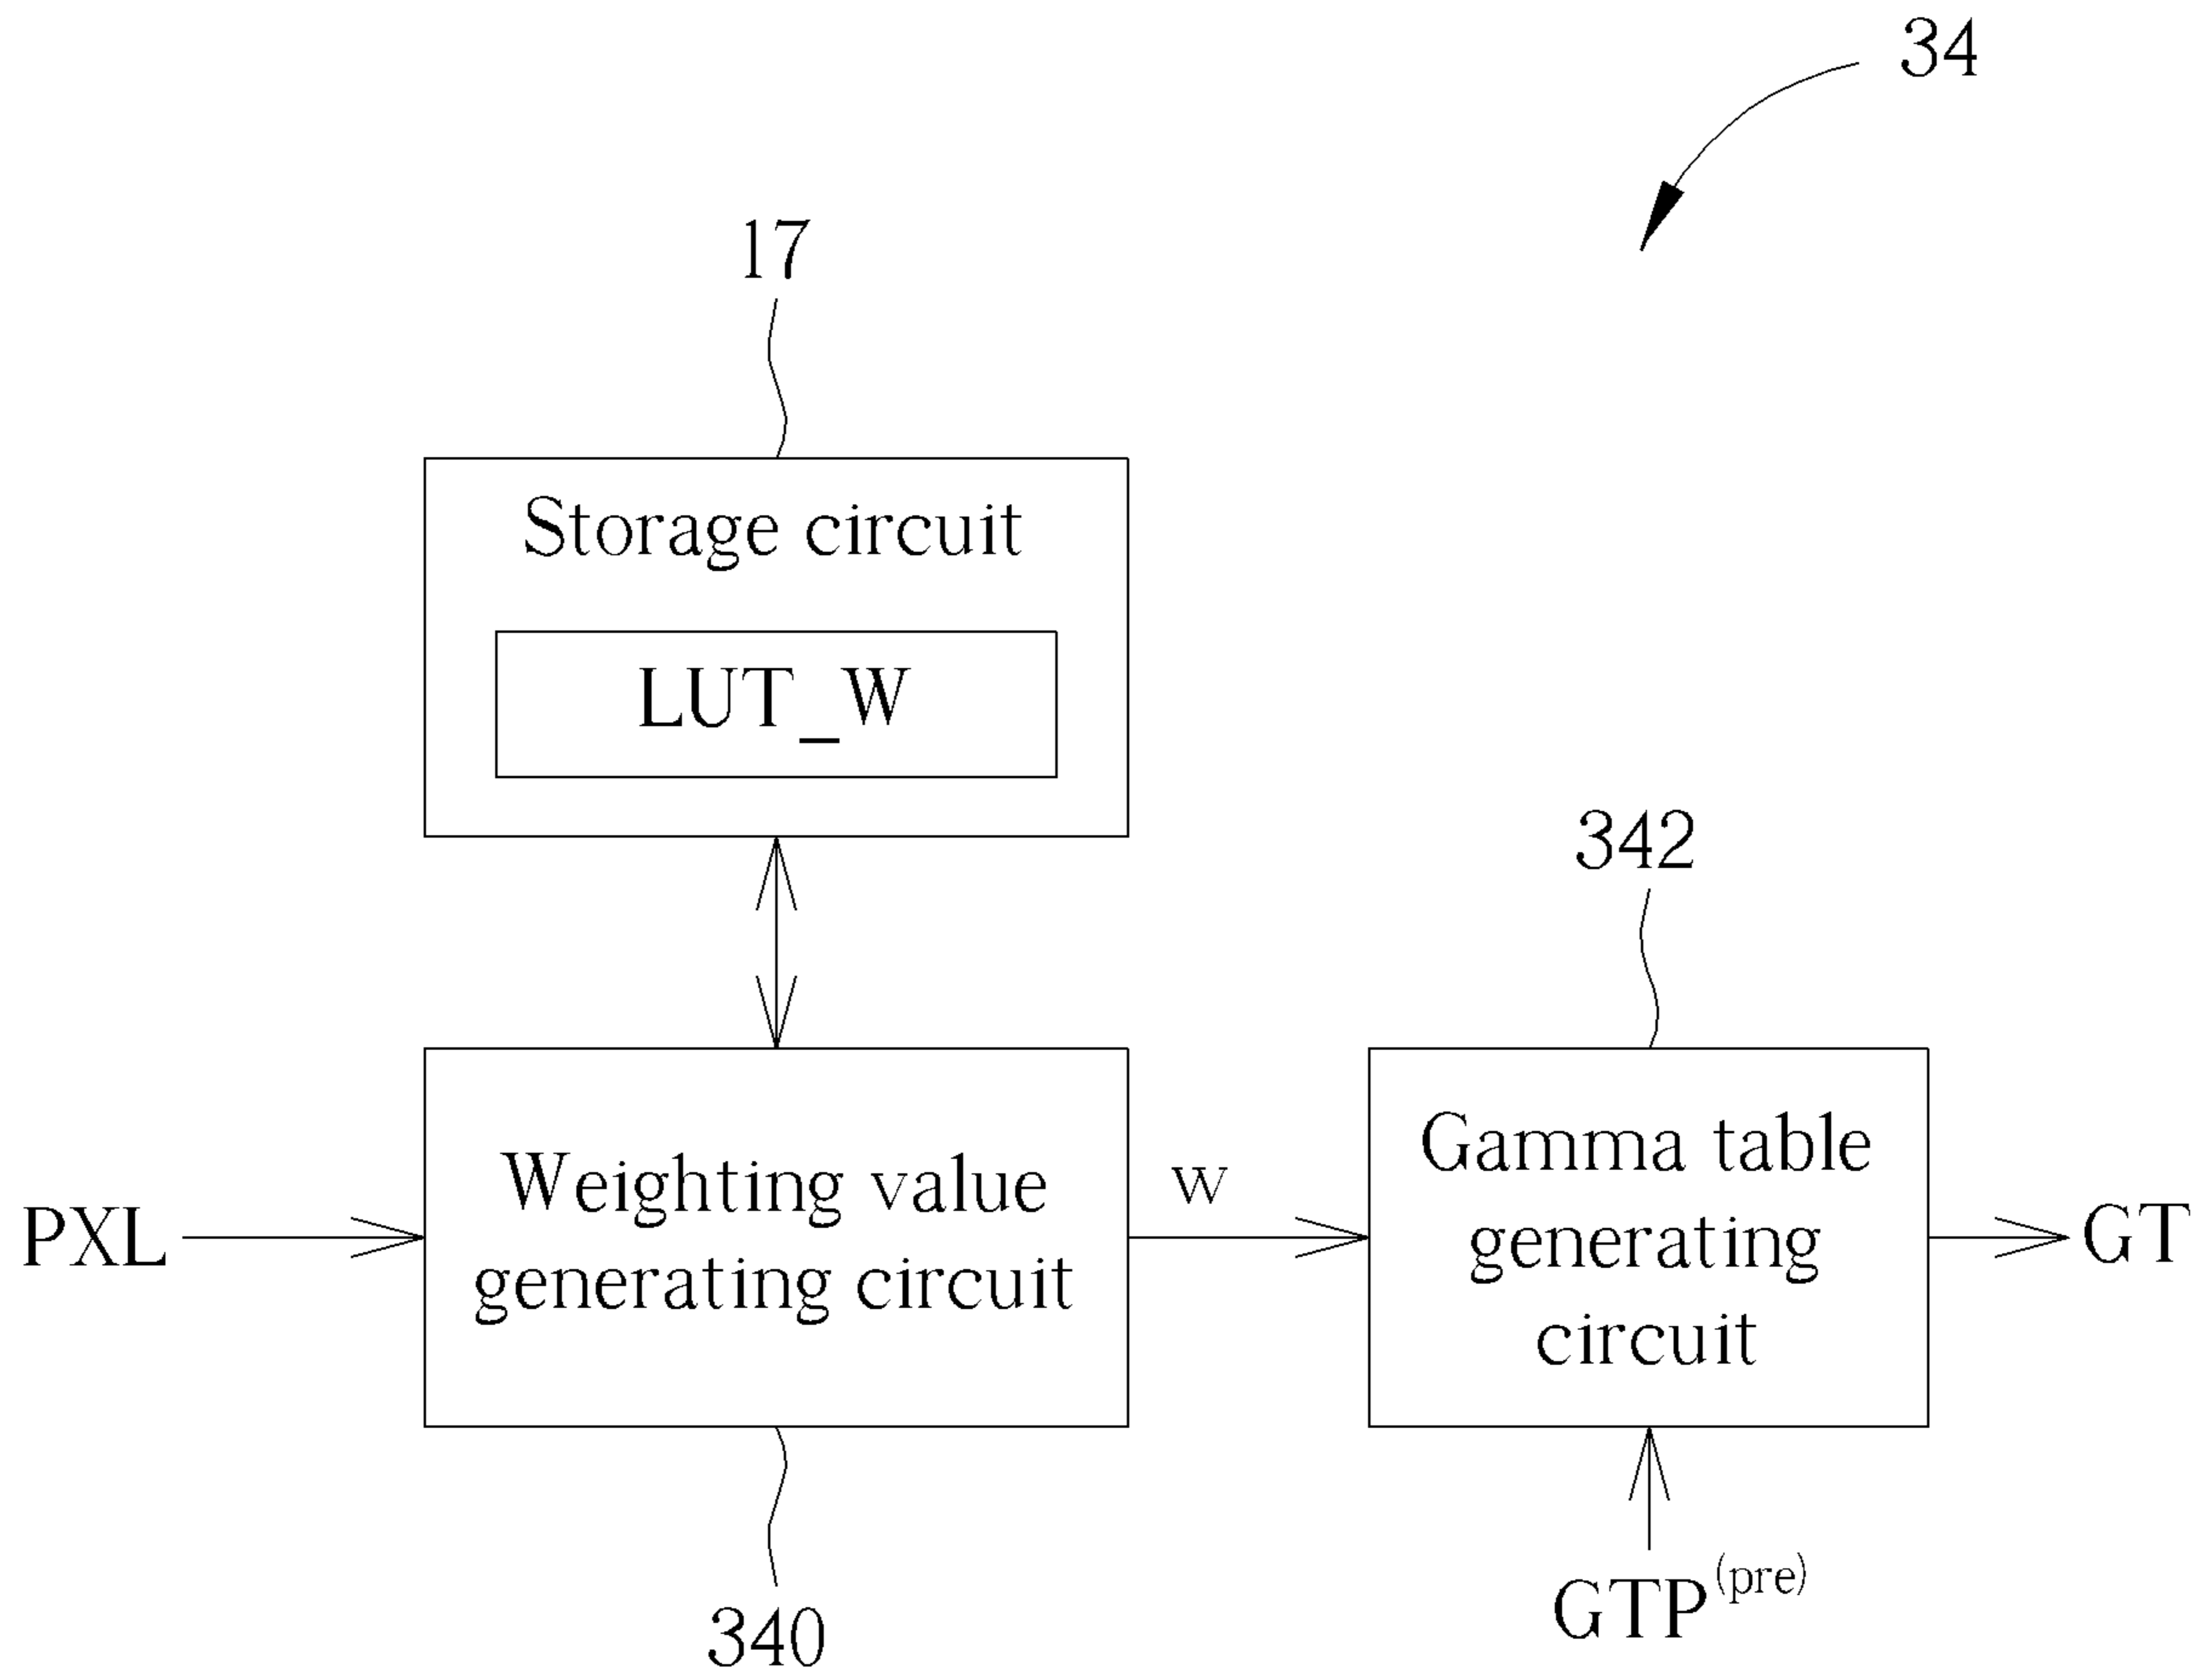 34
17
Storage circuit
LUT_W
342
PXL
Weighting value
generating circuit
w
Gamma table
generating
circuit
GT
GTP(pre)
340